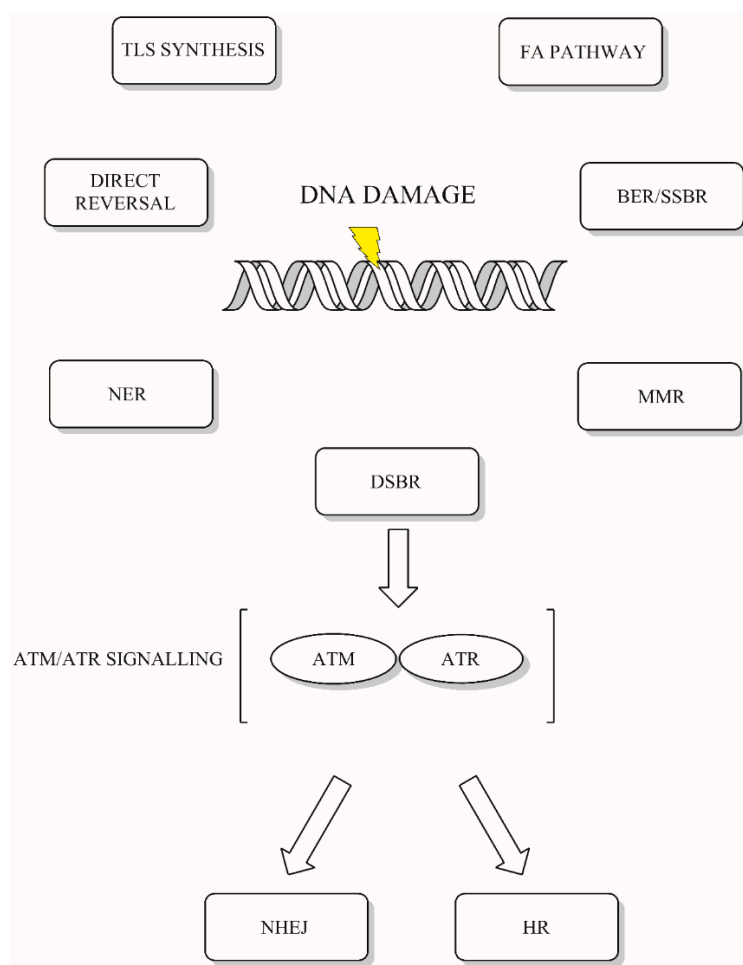 TLS SYNTHESIS
FA PATHWAY
DIRECT
REVERSAL
DNA DAMAGE
BER/SSBR
NER
MMR
DSBR
ATM/ATR SIGNALLING
ATM
ATR
NHEJ
HR